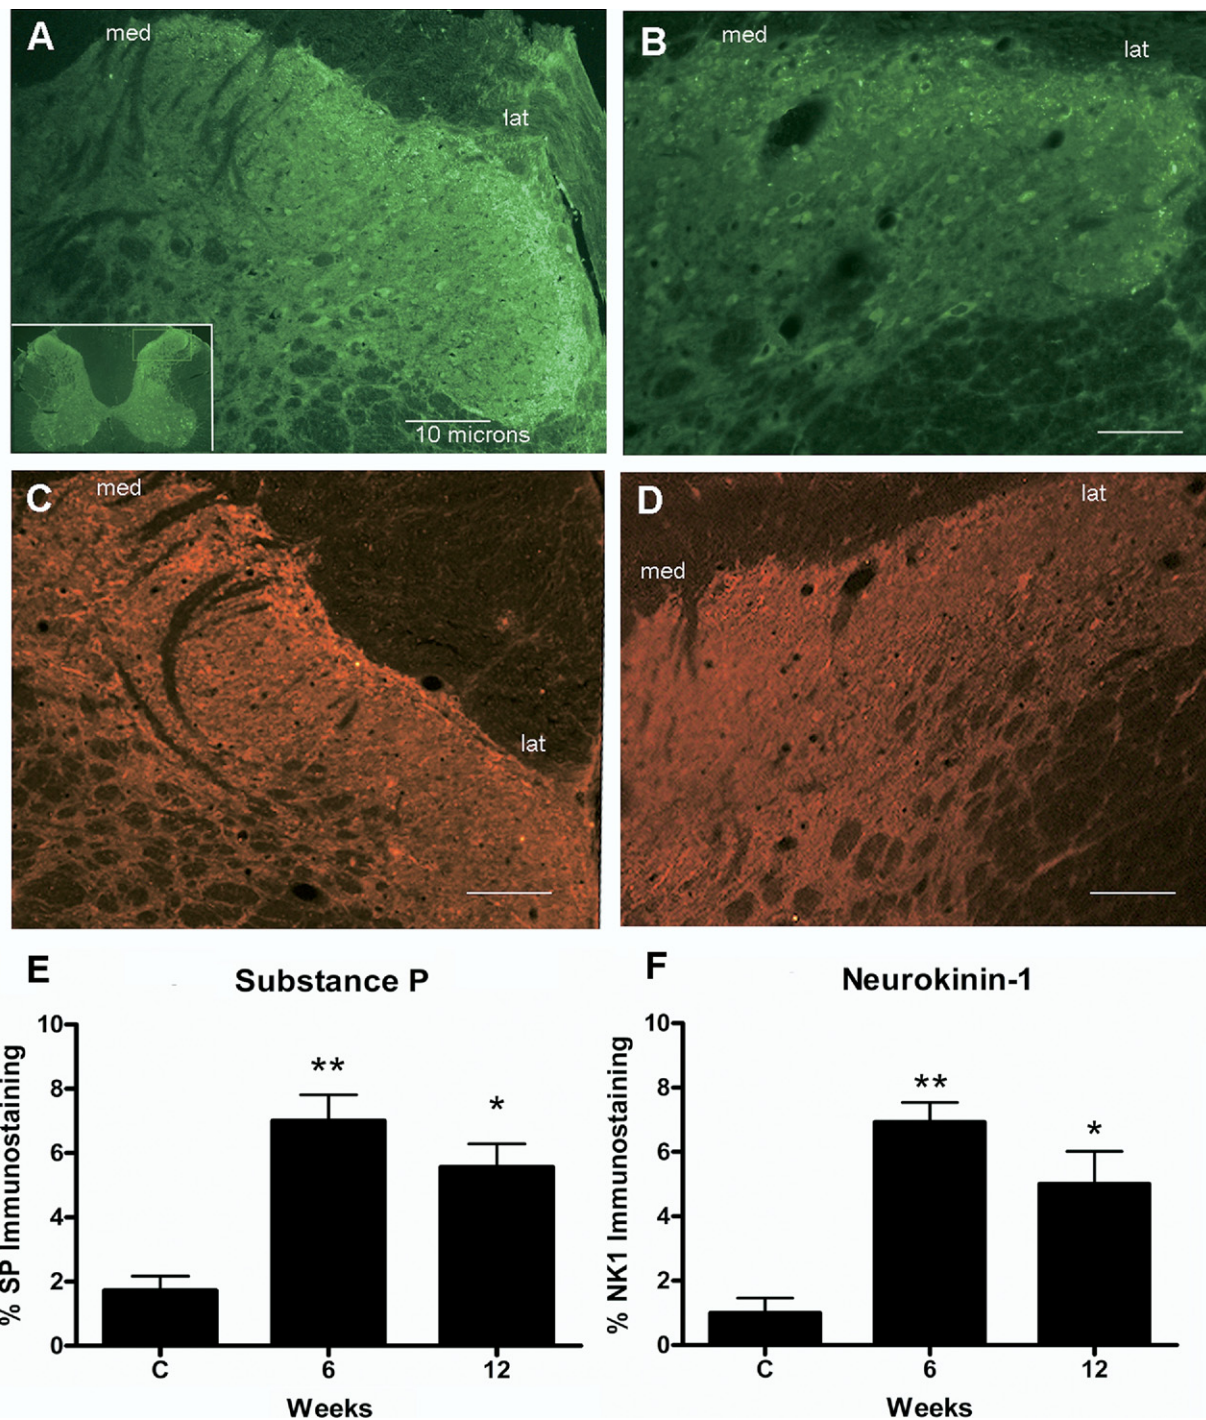 A
med
lat
10 microns
B
med
lat
C
med
lat
D
med
lat
E
Substance P
% SP Immunostaining
10
8
6
4
2
0
**
*
C 6 12
Weeks
F
Neurokinin-1
% NK1 Immunostaining
10
8
6
4
2
0
**
*
C 6 12
Weeks